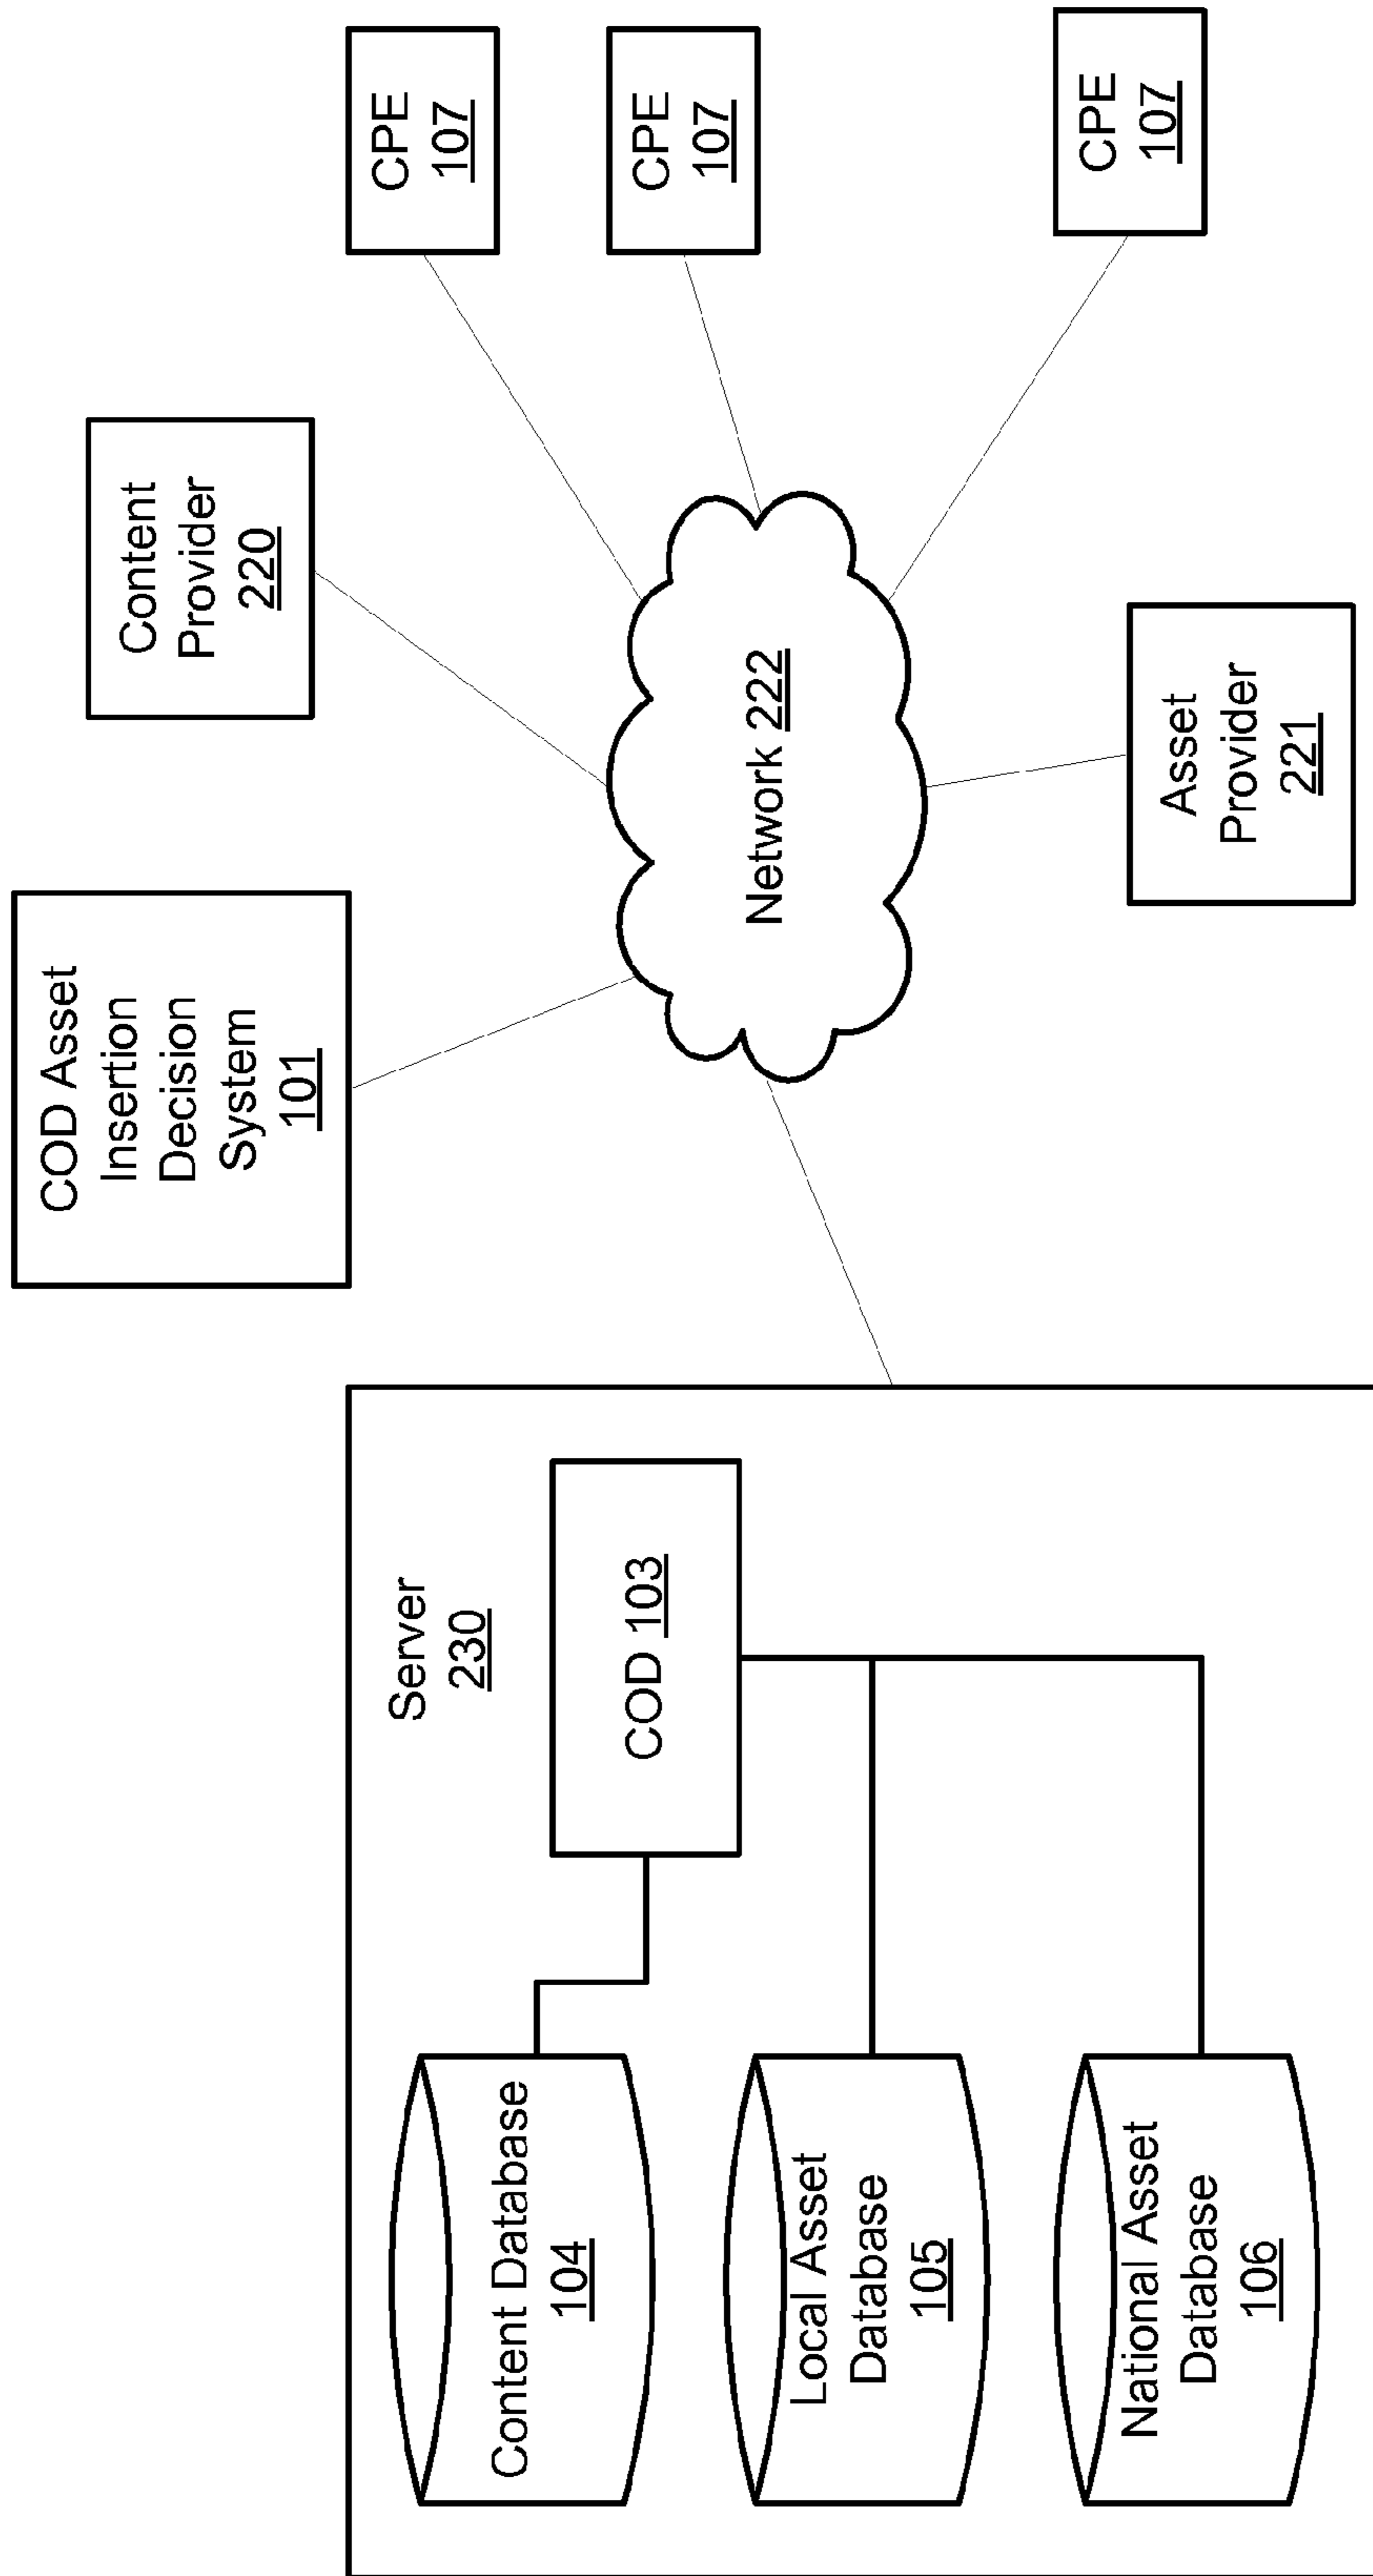 COD Asset
Insertion
Decision
System
101
Content
Provider
220
CPE
107
CPE
107
CPE
107
Server
230
COD 103
Content Database
104
Local Asset
Database
105
National Asset
Database
106
Network 222
Asset
Provider
221